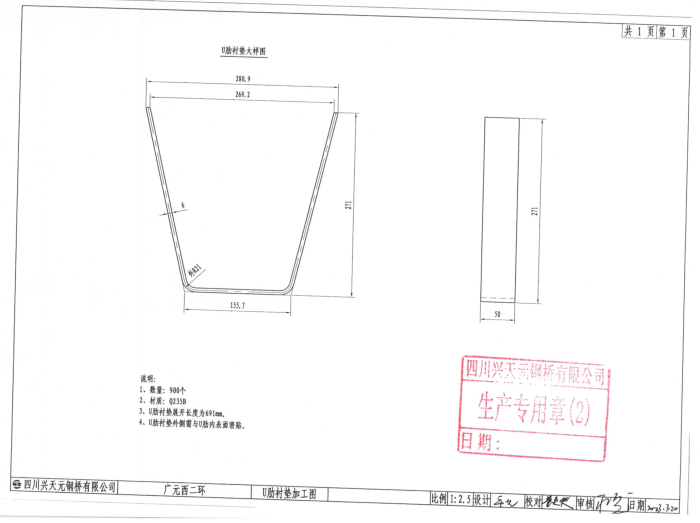 共 1 页 第 1 页
U肋衬垫大样图
280.9
269.2
6
271
外R21
155.7
271
50
说明:
1、数量: 900个
2、材质: Q235B
3、U肋衬垫展开长度为691mm。
4、U肋衬垫外侧需与U肋内表面密贴。
四川兴天元钢桥有限公司
生产专用章(2)
日期:
四川兴天元钢桥有限公司 广元西二环 U肋衬垫加工图 比例 1:2.5 设计 校对 审核 日期 2023.3.20